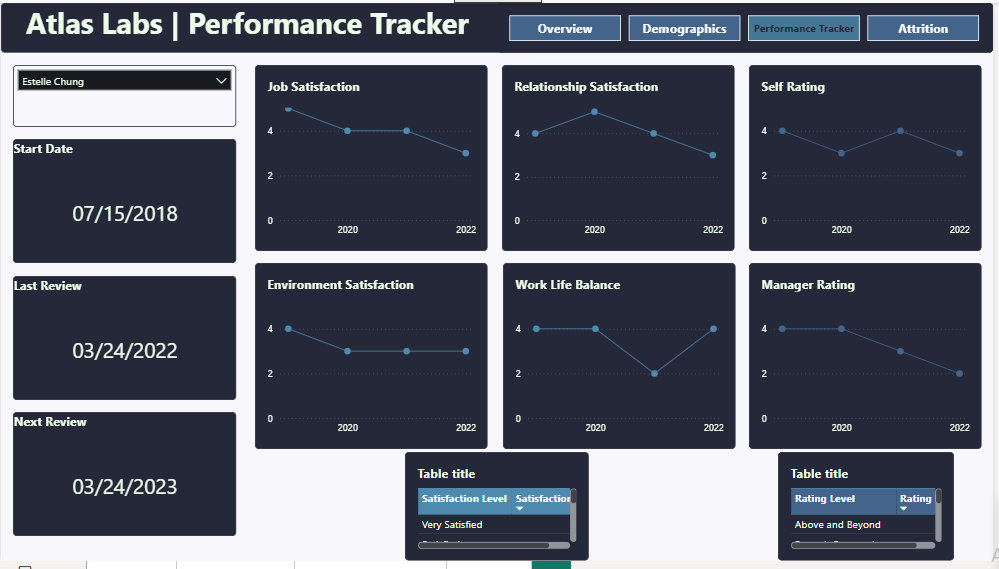 Atlas Labs | Performance Tracker
Overview
Demographics
Performance Tracker
Attrition
Estelle Chung
Start Date
07/15/2018
Last Review
03/24/2022
Next Review
03/24/2023
Job Satisfaction
4
2
0
2020
2022
Relationship Satisfaction
4
2
0
2020
2022
Self Rating
4
2
0
2020
2022
Environment Satisfaction
4
2
0
2020
2022
Work Life Balance
4
2
0
2020
2022
Manager Rating
4
2
0
2020
2022
Table title
Satisfaction Level Satisfaction
Very Satisfied
Table title
Rating Level Rating
Above and Beyond